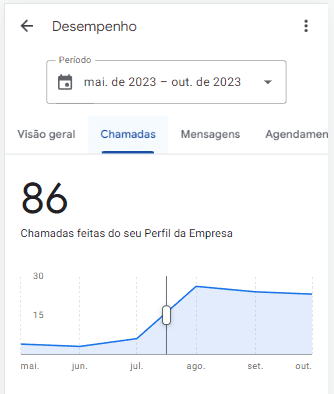 Desempenho
Período
mai. de 2023 – out. de 2023
Visão geral Chamadas Mensagens Agendamen
86
Chamadas feitas do seu Perfil da Empresa
30
15
mai. jun. jul. ago. set. out.